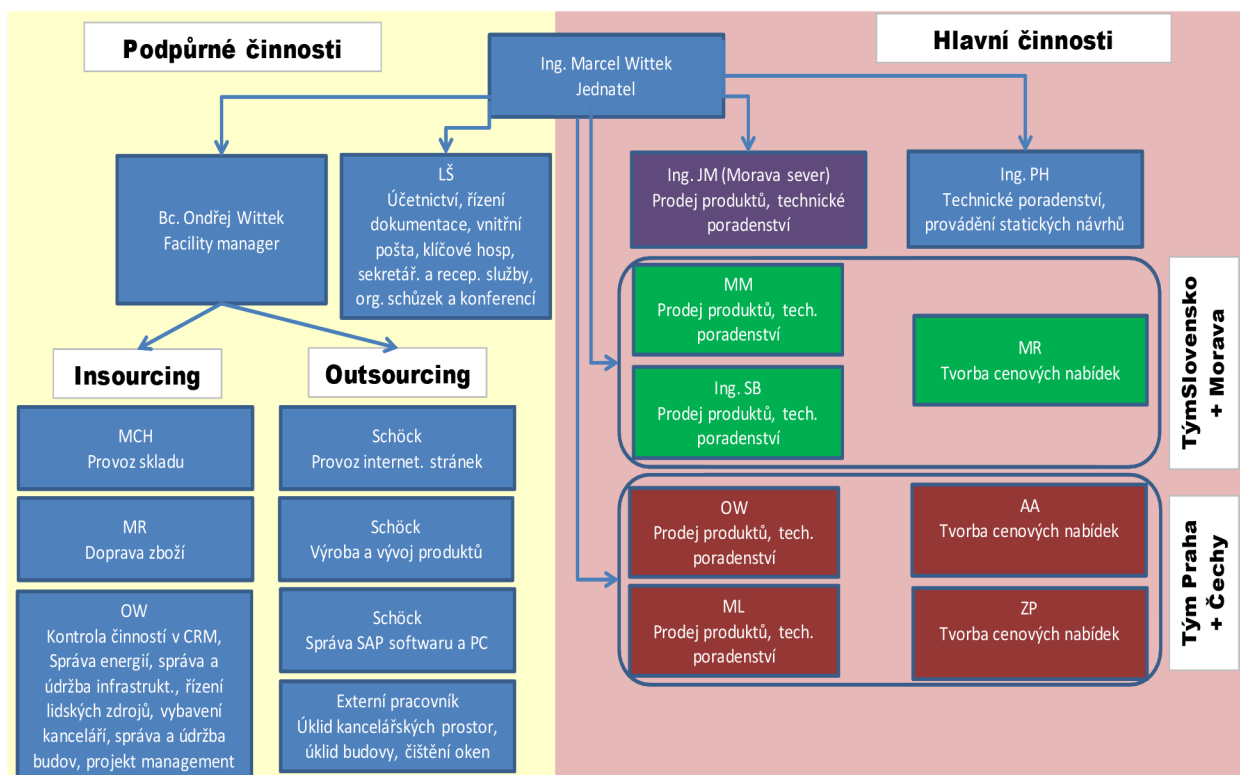 Podpůrné činnosti
Hlavní činnosti
Ing. Marcel Wittek
Jednatel
Bc. Ondřej Wittek
Facility manager
LŠ
Účetnictví, řízení
dokumentace, vnitřní
pošta, klíčové hosp,
sekretář. a recep. služby,
org. schůzek a konferencí
Ing. JM (Morava sever)
Prodej produktů, technické
poradenství
Ing. PH
Technické poradenství,
provádění statických návrhů
Insourcing
Outsourcing
MCH
Provoz skladu
MR
Doprava zboží
OW
Kontrola činností v CRM,
Správa energií, správa a
údržba infrastrukt., řízení
lidských zdrojů, vybavení
kanceláří, správa a údržba
budov, projekt management
Schöck
Provoz internet. stránek
Schöck
Výroba a vývoj produktů
Schöck
Správa SAP softwaru a PC
Externí pracovník
Úklid kancelářských prostor,
úklid budovy, čištění oken
MM
Prodej produktů, tech.
poradenství
Ing. SB
Prodej produktů, tech.
poradenství
MR
Tvorba cenových nabídek
TýmSlovensko
+ Morava
OW
Prodej produktů, tech.
poradenství
ML
Prodej produktů, tech.
poradenství
AA
Tvorba cenových nabídek
ZP
Tvorba cenových nabídek
Tým Praha
+ Čechy